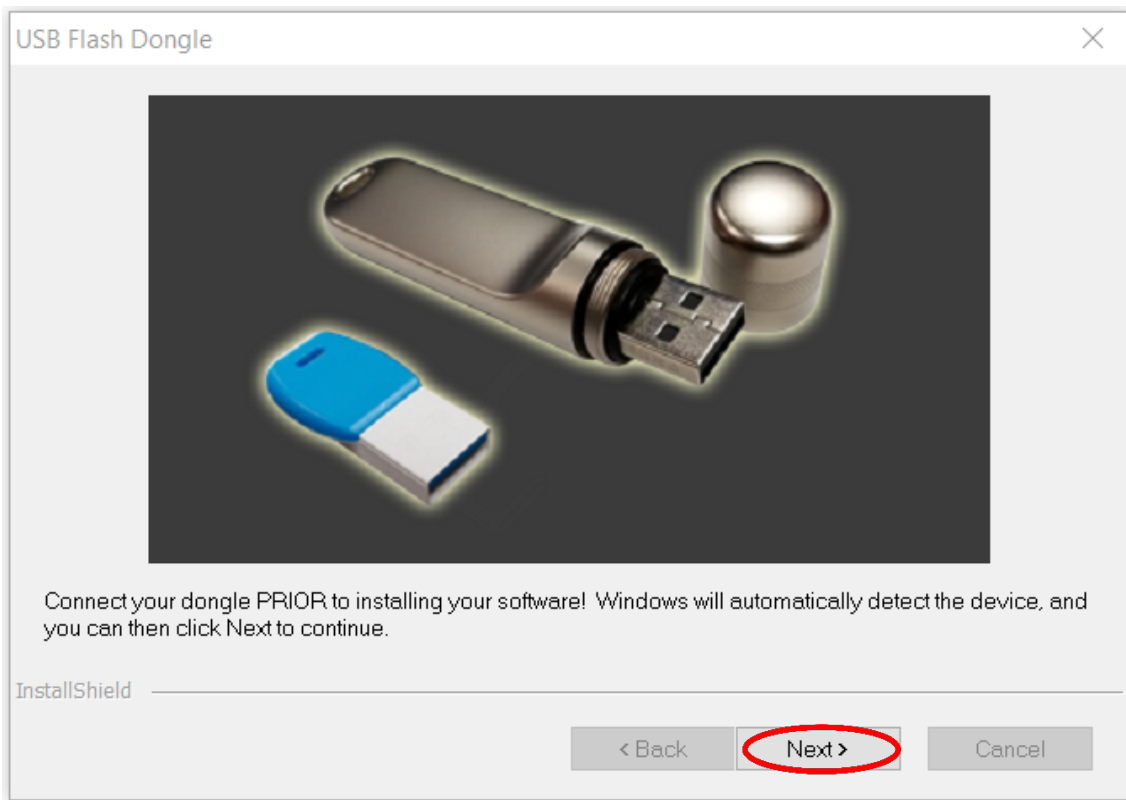 USB Flash Dongle
Connect your dongle PRIOR to installing your software! Windows will automatically detect the device, and
you can then click Next to continue.
InstallShield
< Back Next > Cancel